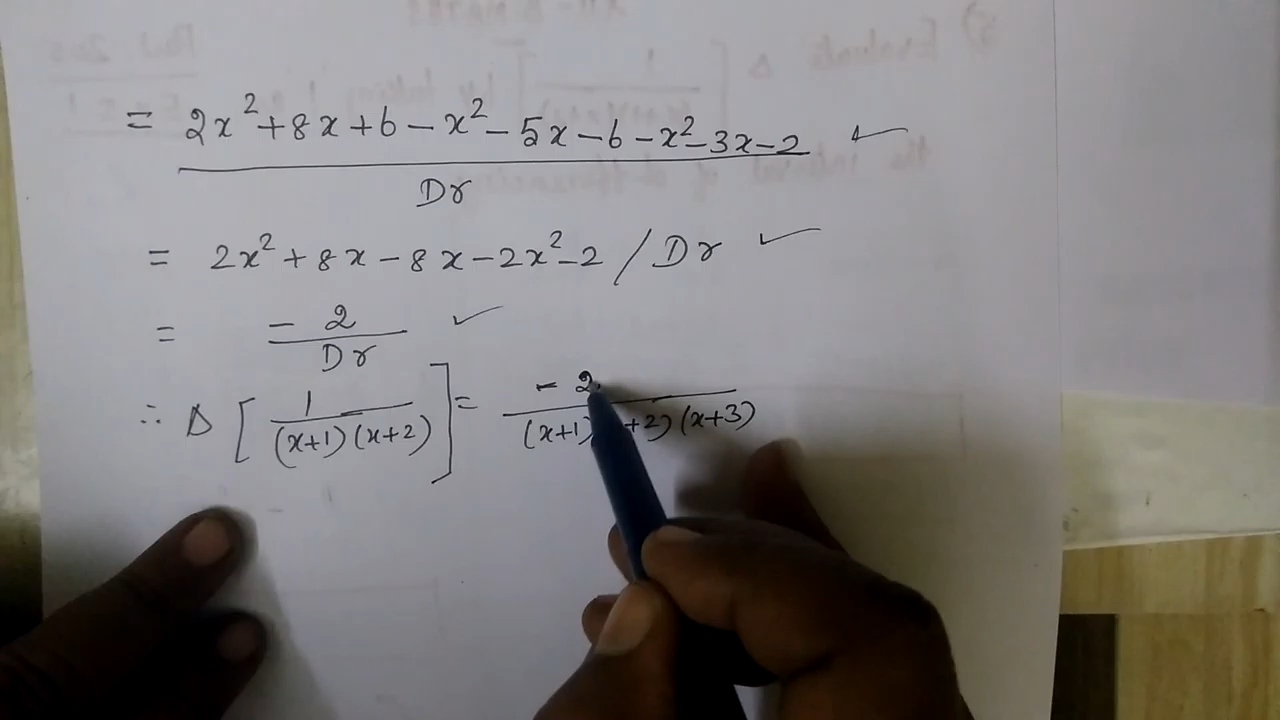 = 2x²+8x+6-x²-5x-6-x²-3x-2 / Dr
= 2x²+8x-8x-2x²-2 / Dr
= -2 / Dr
∴ Δ [ 1 / (x+1)(x+2) ] = -2 / (x+1) +2)(x+3)